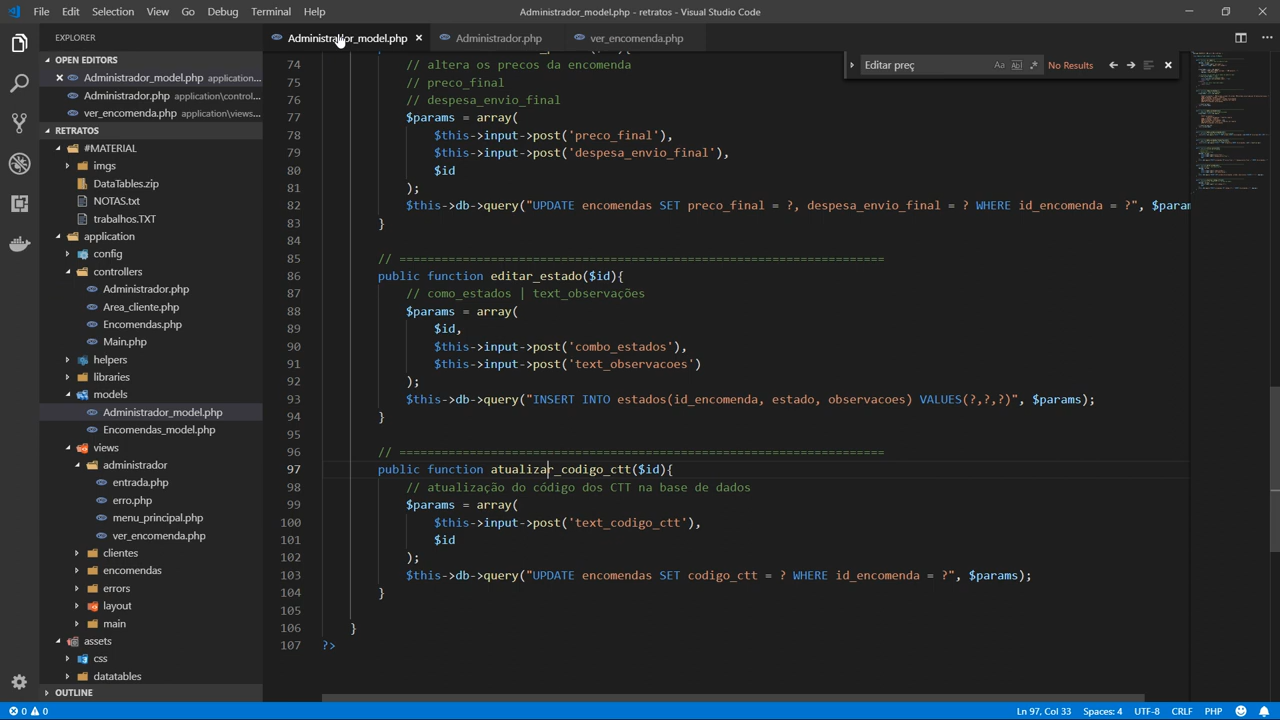 File Edit Selection View Go Debug Terminal Help
Administrador_model.php - retratos - Visual Studio Code
EXPLORER
OPEN EDITORS
Administrador_model.php application...
Administrador.php application\control...
ver_encomenda.php application\views...
RETRATOS
#MATERIAL
imgs
DataTables.zip
NOTAS.txt
trabalhos.TXT
application
config
controllers
Administrador.php
Area_cliente.php
Encomendas.php
Main.php
helpers
libraries
models
Administrador_model.php
Encomendas_model.php
views
administrador
entrada.php
erro.php
menu_principal.php
ver_encomenda.php
clientes
encomendas
errors
layout
main
assets
css
datatables
OUTLINE
Administrador_model.php Administrador.php ver_encomenda.php
Editar preç Aa Ab| .* No Results
74 // altera os precos da encomenda
75 // preco_final
76 // despesa_envio_final
77 $params = array(
78 $this->input->post('preco_final'),
79 $this->input->post('despesa_envio_final'),
80 $id
81 );
82 $this->db->query("UPDATE encomendas SET preco_final = ?, despesa_envio_final = ? WHERE id_encomenda = ?", $param
83 }
84
85 // =====================================================================
86 public function editar_estado($id){
87 // como_estados | text_observações
88 $params = array(
89 $id,
90 $this->input->post('combo_estados'),
91 $this->input->post('text_observacoes')
92 );
93 $this->db->query("INSERT INTO estados(id_encomenda, estado, observacoes) VALUES(?,?,?)", $params);
94 }
95
96 // =====================================================================
97 public function atualizar_codigo_ctt($id){
98 // atualização do código dos CTT na base de dados
99 $params = array(
100 $this->input->post('text_codigo_ctt'),
101 $id
102 );
103 $this->db->query("UPDATE encomendas SET codigo_ctt = ? WHERE id_encomenda = ?", $params);
104 }
105
106 }
107 ?>
0 0 Ln 97, Col 33 Spaces: 4 UTF-8 CRLF PHP